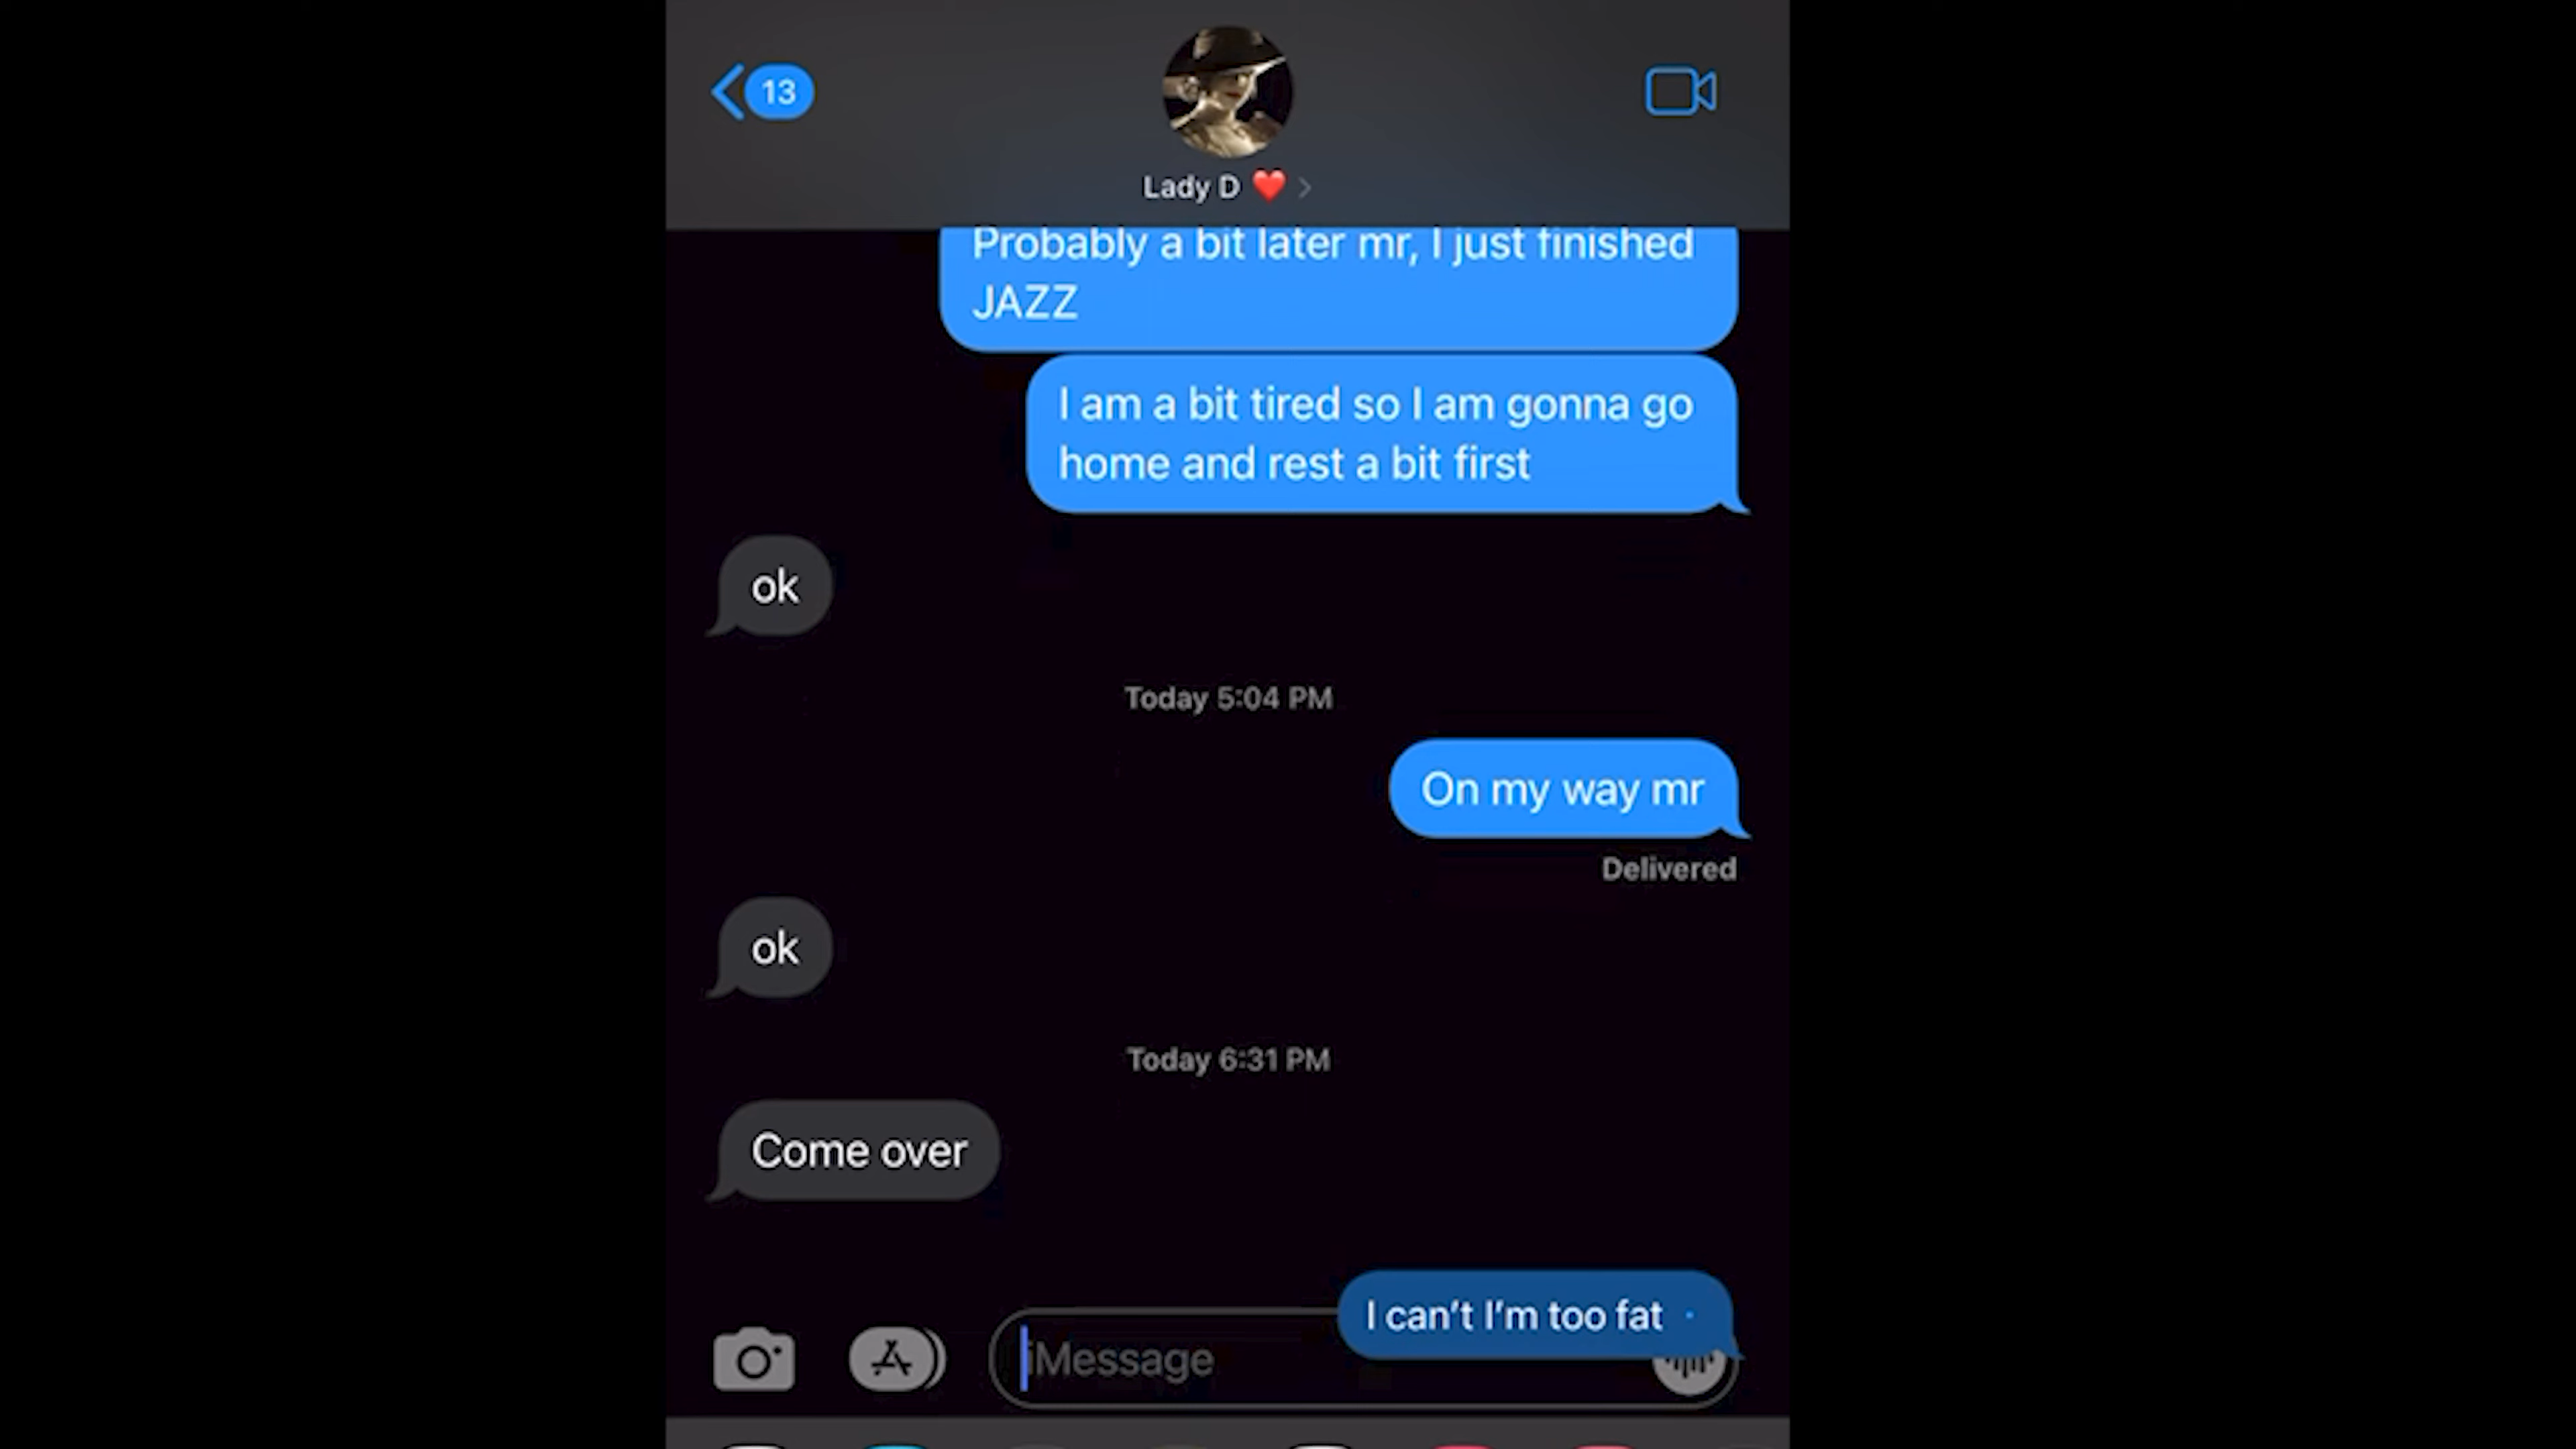 13
Lady D ❤️ >
Probably a bit later mr, I just finished
JAZZ
I am a bit tired so I am gonna go
home and rest a bit first
ok
Today 5:04 PM
On my way mr
Delivered
ok
Today 6:31 PM
Come over
I can't I'm too fat
iMessage